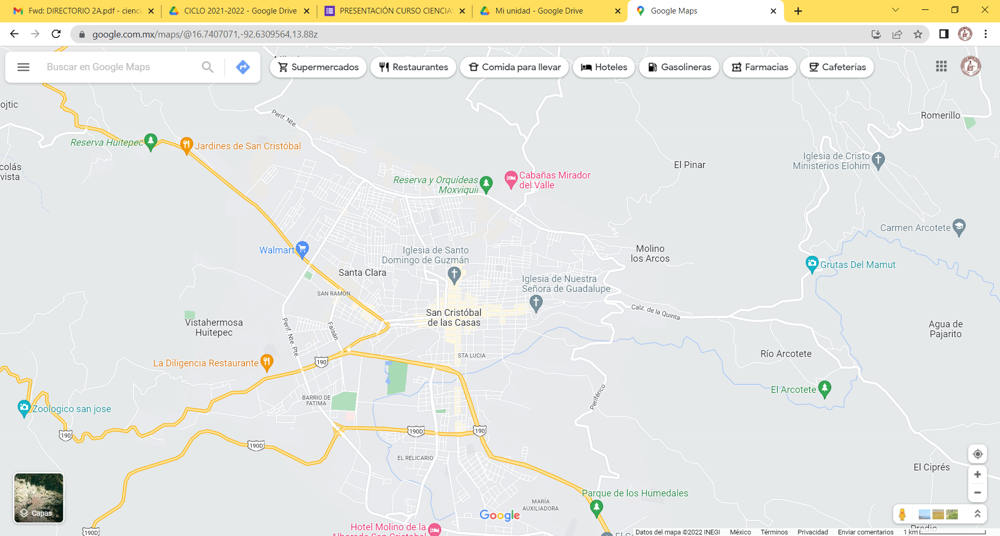 Fwd: DIRECTORIO 2A.pdf - cienci
CICLO 2021-2022 - Google Drive
PRESENTACIÓN CURSO CIENCIAS
Mi unidad - Google Drive
Google Maps
google.com.mx/maps/@16.7407071,-92.6309564,13.88z
Buscar en Google Maps
Supermercados
Restaurantes
Comida para llevar
Hoteles
Gasolineras
Farmacias
Cafeterías
ojtic
Perif. Nte.
Romerillo
Reserva Huitepec
Jardines de San Cristóbal
colás
vista
Iglesia de Cristo
Ministerios Elohim
El Pinar
Reserva y Orquídeas
Moxviquil
Cabañas Mirador
del Valle
Carmen Arcotete
Walmart
Iglesia de Santo
Domingo de Guzmán
Molino
los Arcos
Grutas Del Mamut
Santa Clara
Iglesia de Nuestra
Señora de Guadalupe
SAN RAMON
Calz. de la Quinta
San Cristóbal
de las Casas
Vistahermosa
Huitepec
Perif. Nte. Pte.
Faisán
Agua de
Pajarito
STA LUCIA
Río Arcotete
La Diligencia Restaurante
190
Periférico
El Arcotete
BARRIO DE
FATIMA
Zoologico san jose
190
190D
190
190D
EL RELICARIO
El Ciprés
Parque de los Humedales
MARÍA
AUXILIADORA
Capas
Google
Hotel Molino de la
Alborada San Cristobal
190D
Predio
Datos del mapa ©2022 INEGI
México
Términos
Privacidad
Enviar comentarios
1 km